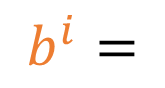 bⁱ =